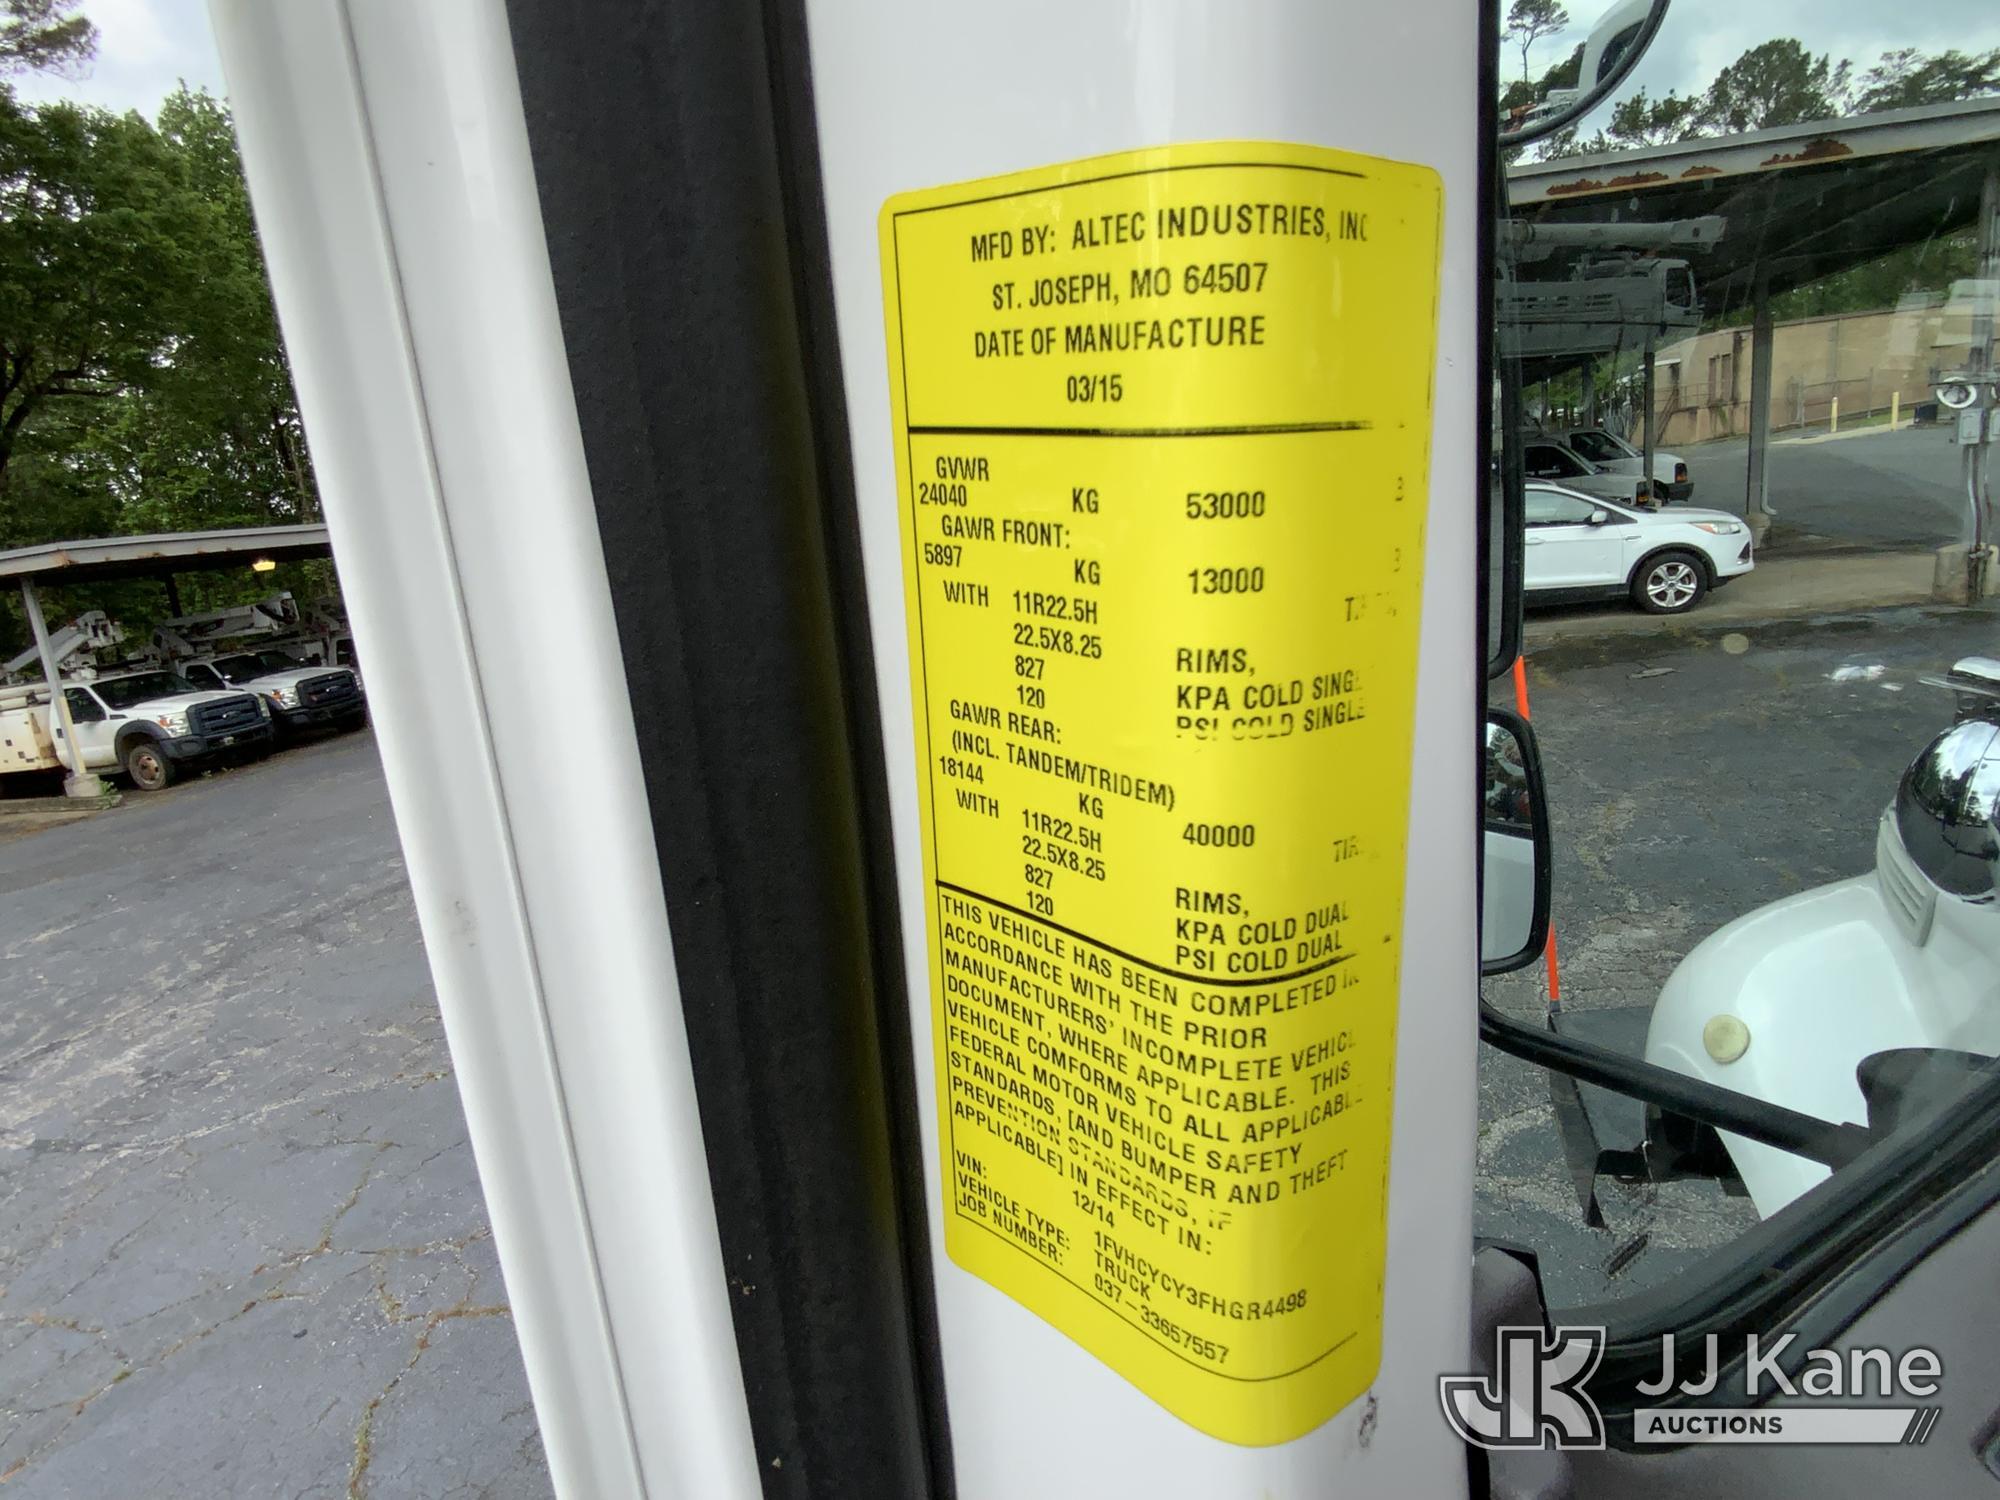 MFD BY: ALTEC INDUSTRIES, INC
ST. JOSEPH, MO 64507
DATE OF MANUFACTURE
03/15
GVWR
24040 KG 53000
GAWR FRONT:
5897 KG 13000
WITH 11R22.5H
22.5X8.25 RIMS,
827 KPA COLD SINGLE
120 PSI COLD SINGLE
GAWR REAR:
(INCL. TANDEM/TRIDEM)
18144 KG 40000
WITH 11R22.5H
22.5X8.25 RIMS,
827 KPA COLD DUAL
120 PSI COLD DUAL
THIS VEHICLE HAS BEEN COMPLETED IN
ACCORDANCE WITH THE PRIOR
MANUFACTURERS' INCOMPLETE VEHICL
DOCUMENT, WHERE APPLICABLE. THIS
VEHICLE COMFORMS TO ALL APPLICABLE
FEDERAL MOTOR VEHICLE SAFETY
STANDARDS, [AND BUMPER AND THEFT
PREVENTION STANDARDS, IF
APPLICABLE] IN EFFECT IN:
12/14
VIN: 1FVHCYCY3FHGR4498
VEHICLE TYPE: TRUCK
JOB NUMBER: 037-33657557
JK JJ Kane
AUCTIONS